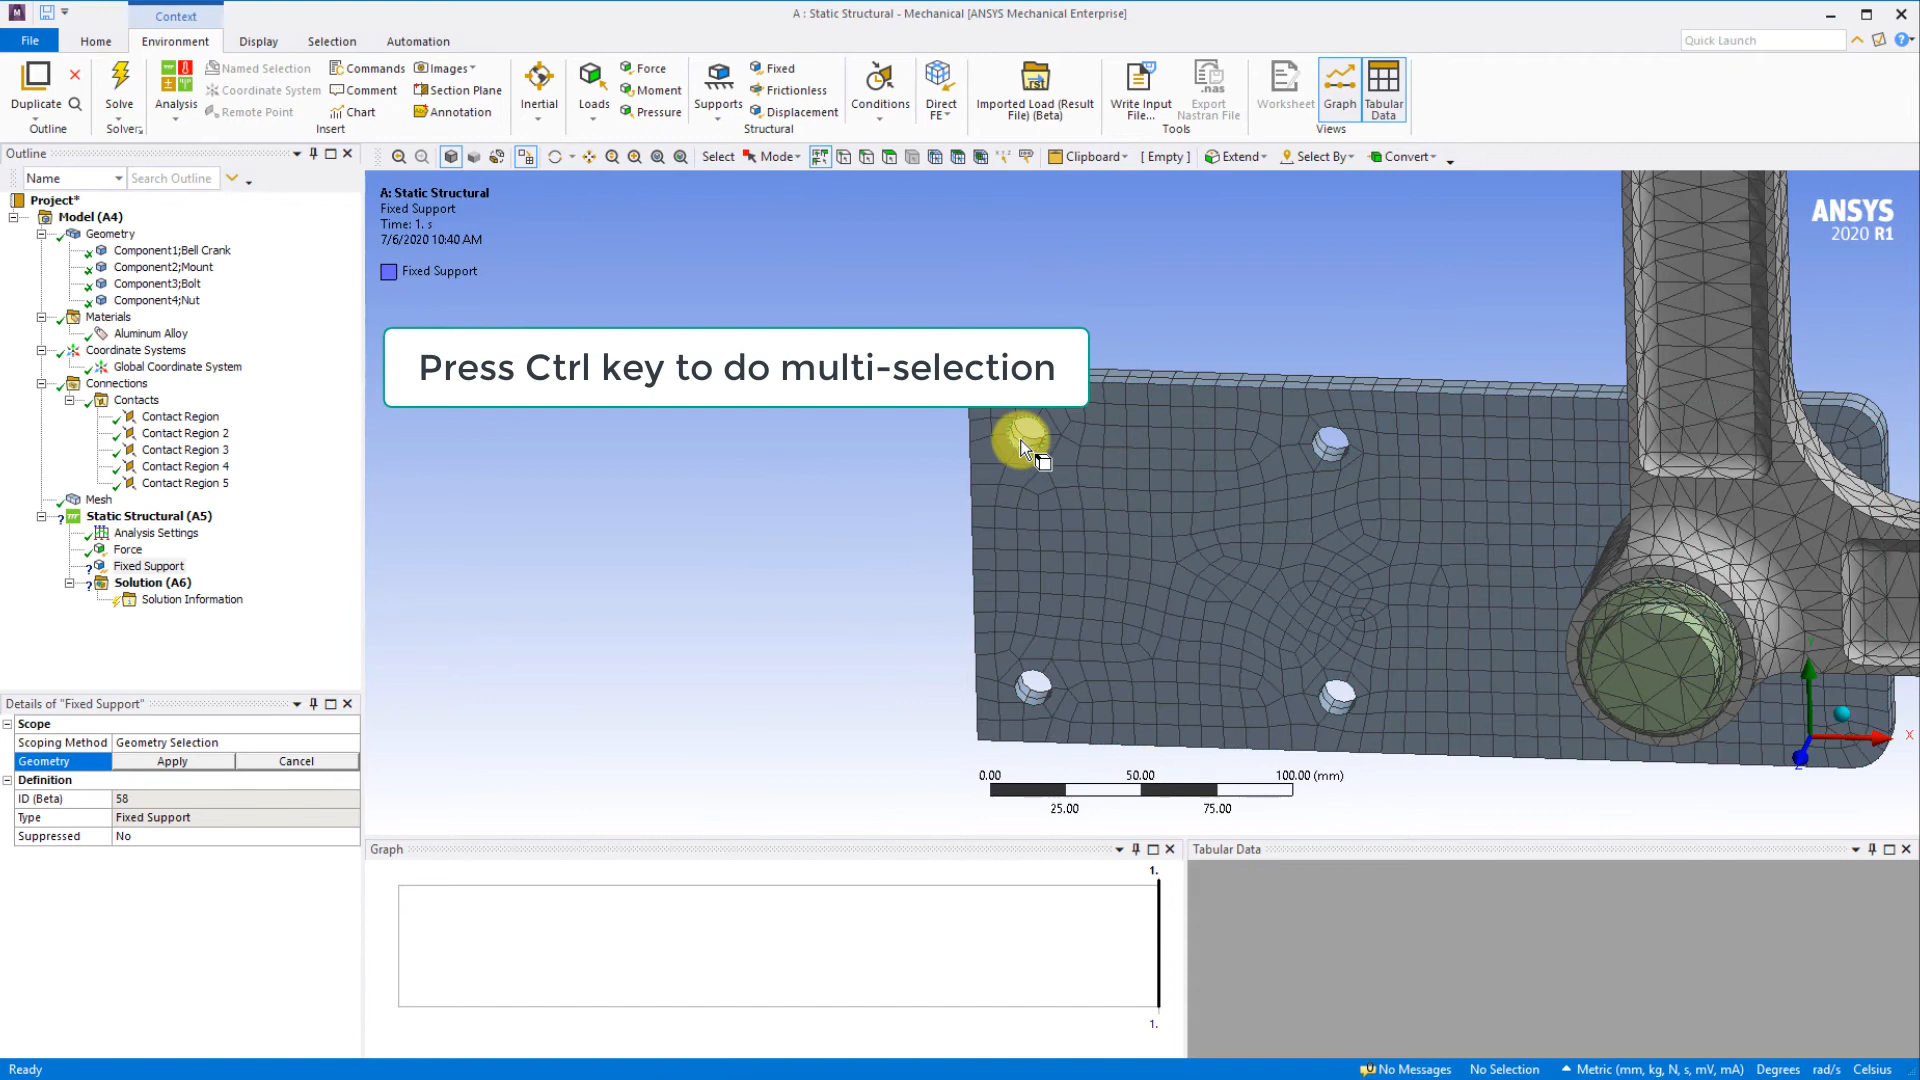 A : Static Structural - Mechanical [ANSYS Mechanical Enterprise]
Context
File
Home
Environment
Display
Selection
Automation
Quick Launch
Duplicate
Outline
Solve
Solver
Analysis
Named Selection
Coordinate System
Remote Point
Commands
Comment
Chart
Images
Section Plane
Annotation
Insert
Inertial
Loads
Force
Moment
Pressure
Supports
Fixed
Frictionless
Displacement
Structural
Conditions
Direct
FE
Imported Load (Result
File) (Beta)
Write Input
File...
Export
Nastran File
Tools
Worksheet
Graph
Tabular
Data
Views
Outline
Name
Search Outline
Select
Mode
Clipboard
[ Empty ]
Extend
Select By
Convert
Project*
Model (A4)
Geometry
Component1;Bell Crank
Component2;Mount
Component3;Bolt
Component4;Nut
Materials
Aluminum Alloy
Coordinate Systems
Global Coordinate System
Connections
Contacts
Contact Region
Contact Region 2
Contact Region 3
Contact Region 4
Contact Region 5
Mesh
Static Structural (A5)
Analysis Settings
Force
Fixed Support
Solution (A6)
Solution Information
A: Static Structural
Fixed Support
Time: 1. s
7/6/2020 10:40 AM
Fixed Support
ANSYS
2020 R1
Press Ctrl key to do multi-selection
Y
X
Z
0.00 50.00 100.00 (mm)
25.00 75.00
Details of "Fixed Support"
Scope
Scoping Method Geometry Selection
Geometry Apply Cancel
Definition
ID (Beta) 58
Type Fixed Support
Suppressed No
Graph
1.
1.
Tabular Data
Ready
No Messages
No Selection
Metric (mm, kg, N, s, mV, mA)
Degrees
rad/s
Celsius